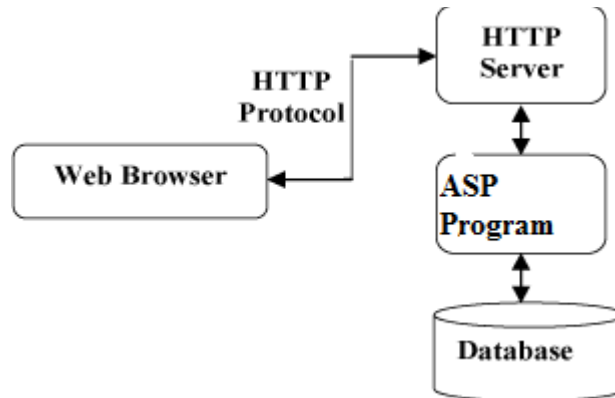 HTTP
Server
HTTP
Protocol
Web Browser
ASP
Program
Database